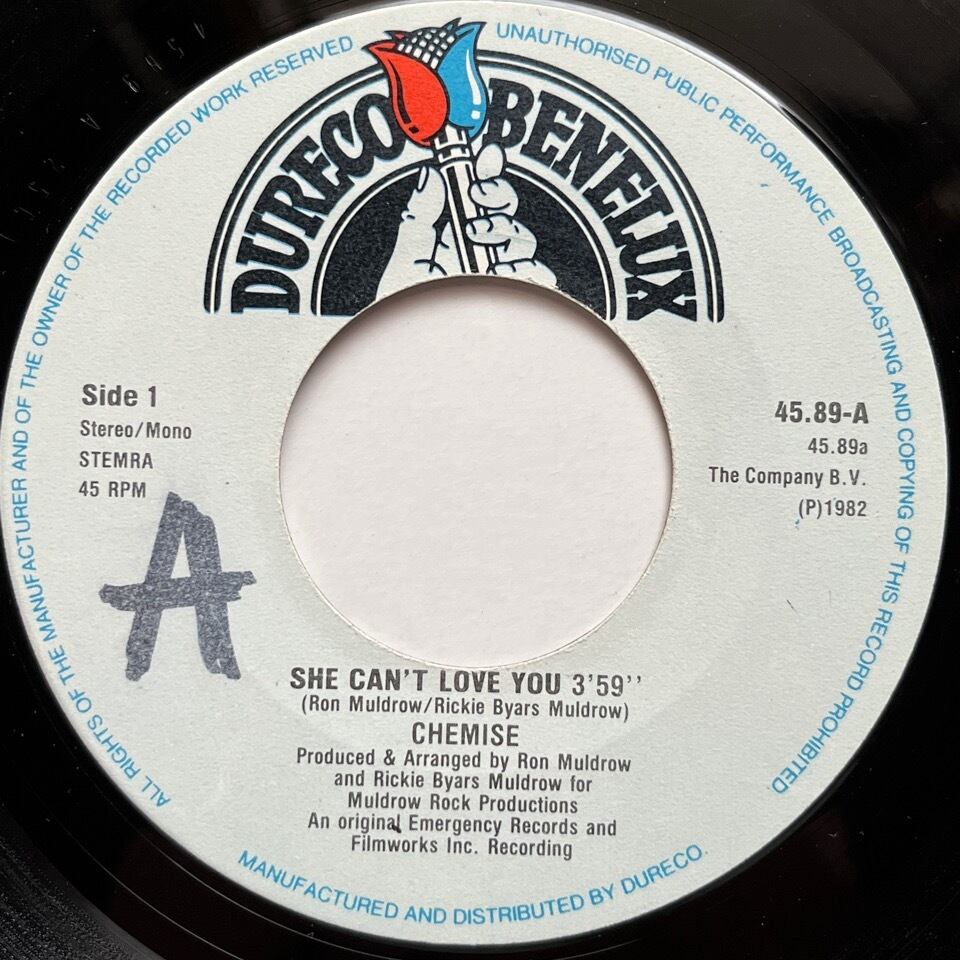 ALL RIGHTS OF THE MANUFACTURER AND OF THE OWNER OF THE RECORDED WORK RESERVED
UNAUTHORISED PUBLIC PERFORMANCE BROADCASTING AND COPYING OF THIS RECORD PROHIBITED
DURECO BENELUX
Side 1
Stereo/Mono
STEMRA
45 RPM
A
45.89-A
45.89a
The Company B.V.
(P)1982
SHE CAN'T LOVE YOU 3'59''
(Ron Muldrow/Rickie Byars Muldrow)
CHEMISE
Produced & Arranged by Ron Muldrow
and Rickie Byars Muldrow for
Muldrow Rock Productions
An original Emergency Records and
Filmworks Inc. Recording
MANUFACTURED AND DISTRIBUTED BY DURECO.